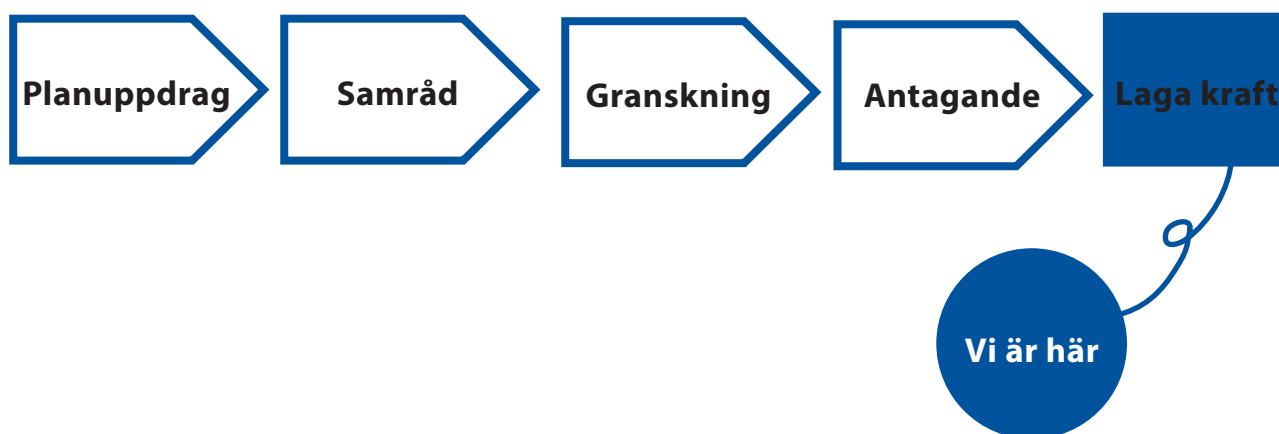 Planuppdrag
Samråd
Granskning
Antagande
Laga kraft
Vi är här